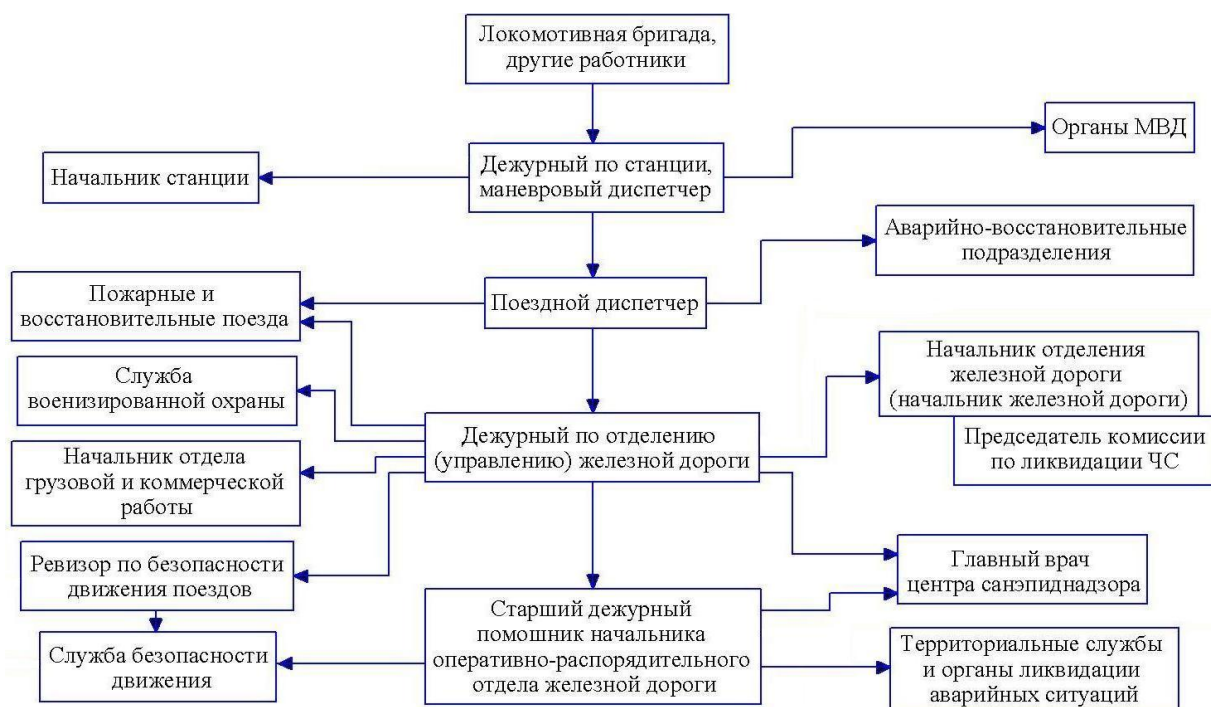 Локомотивная бригада,
другие работники
Органы МВД
Дежурный по станции,
маневровый диспетчер
Начальник станции
Аварийно-восстановительные
подразделения
Пожарные и
восстановительные поезда
Поездной диспетчер
Начальник отделения
железной дороги
(начальник железной дороги)
Служба
военизированной охраны
Дежурный по отделению
(управлению) железной дороги
Председатель комиссии
по ликвидации ЧС
Начальник отдела
грузовой и коммерческой
работы
Ревизор по безопасности
движения поездов
Главный врач
центра санэпиднадзора
Старший дежурный
помошник начальника
оперативно-распорядительного
отдела железной дороги
Служба безопасности
движения
Территориальные службы
и органы ликвидации
аварийных ситуаций